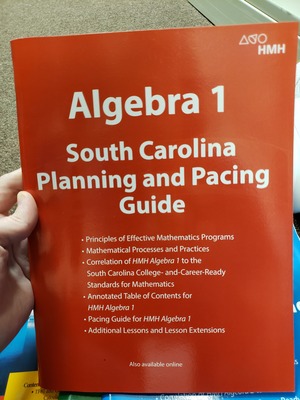 HMH
Algebra 1
South Carolina
Planning and Pacing
Guide
• Principles of Effective Mathematics Programs
• Mathematical Processes and Practices
• Correlation of HMH Algebra 1 to the
South Carolina College- and-Career-Ready
Standards for Mathematics
• Annotated Table of Contents for
HMH Algebra 1
• Pacing Guide for HMH Algebra 1
• Additional Lessons and Lesson Extensions
Also available online